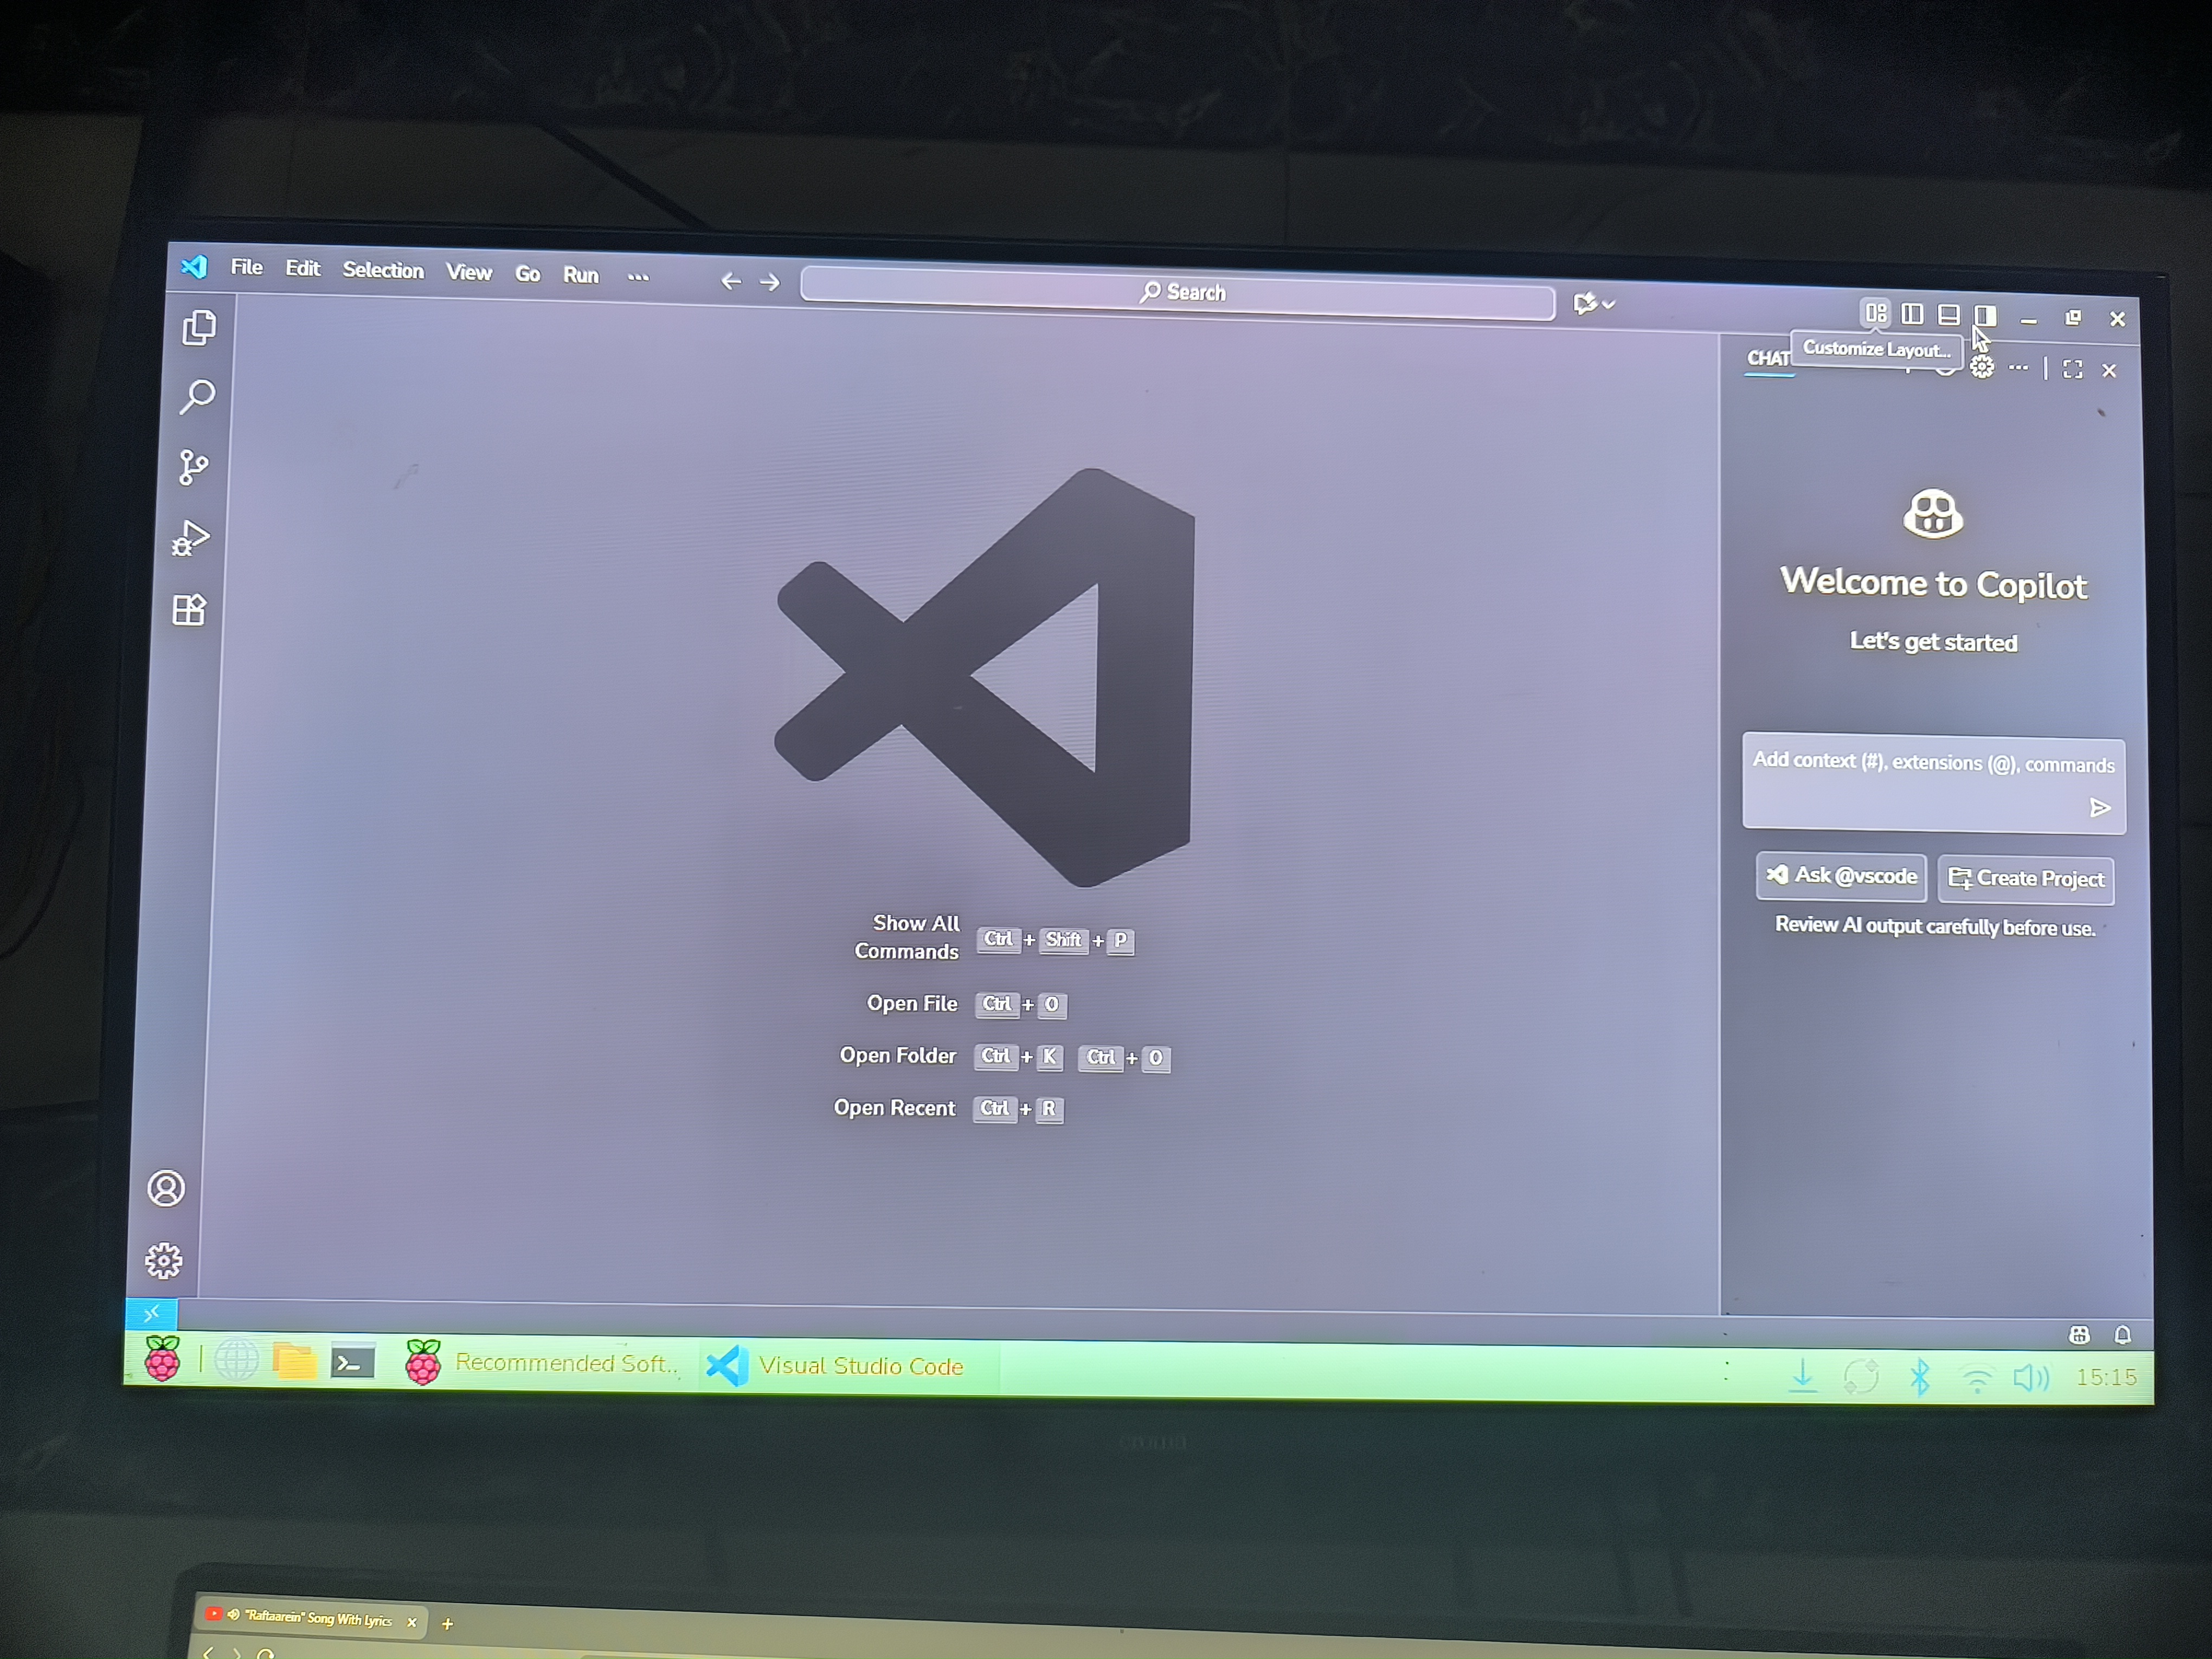 File Edit Selection View Go Run ...
Search
Customize Layout...
CHAT
Welcome to Copilot
Let's get started
Add context (#), extensions (@), commands
Ask @vscode Create Project
Review AI output carefully before use.
Show All
Commands Ctrl + Shift + P
Open File Ctrl + O
Open Folder Ctrl + K Ctrl + O
Open Recent Ctrl + R
Recommended Soft... Visual Studio Code 15:15
croma
"Raftaarein" Song With Lyrics